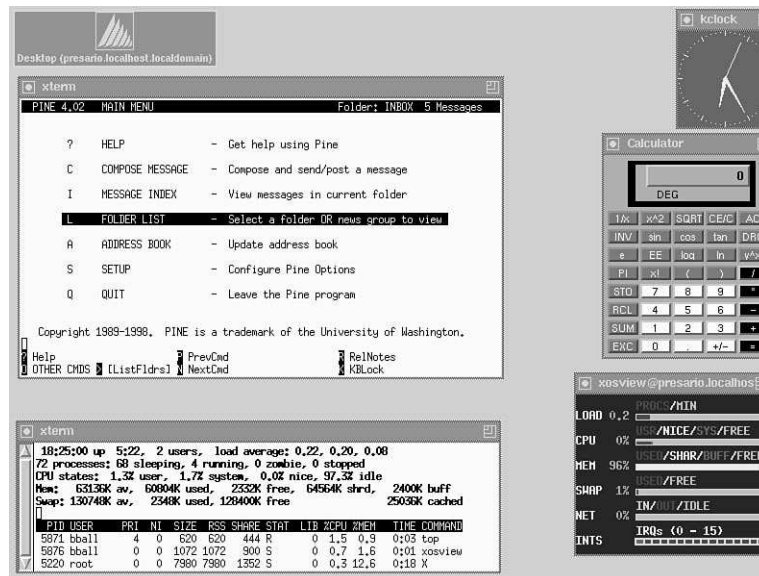 Desktop (presario.localhost.localdomain)
xterm
PINE 4.02 MAIN MENU Folder: INBOX 5 Messages
? HELP - Get help using Pine
C COMPOSE MESSAGE - Compose and send/post a message
I MESSAGE INDEX - View messages in current folder
L FOLDER LIST - Select a folder OR news group to view
A ADDRESS BOOK - Update address book
S SETUP - Configure Pine Options
Q QUIT - Leave the Pine program
Copyright 1989-1998. PINE is a trademark of the University of Washington.
? Help P PrevCmd R RelNotes
O OTHER CMDS > [ListFldrs] N NextCmd K KBLock
xterm
18:25:00 up 5:22, 2 users, load average: 0.22, 0.20, 0.08
72 processes: 68 sleeping, 4 running, 0 zombie, 0 stopped
CPU states: 1.3% user, 1.7% system, 0.0% nice, 97.3% idle
Mem: 63136K av, 60804K used, 2332K free, 64564K shrd, 2400K buff
Swap: 130748K av, 2348K used, 128400K free 25036K cached
PID USER PRI NI SIZE RSS SHARE STAT LIB %CPU %MEM TIME COMMAND
5871 bball 4 0 620 620 444 R 0 1.5 0.9 0:03 top
5876 bball 0 0 1072 1072 900 S 0 0.7 1.6 0:01 xosview
5220 root 0 0 7980 7980 1352 S 0 0.3 12.6 0:18 X
kclock
Calculator
0
DEG
1/x x^2 SQRT CE/C AC
INV sin cos tan DR
e EE log ln y^x
PI x! ( ) /
STO 7 8 9 *
RCL 4 5 6 -
SUM 1 2 3 +
EXC 0 . +/- =
xosview@presario.localhos
PROCS/MIN
LOAD 0.2
USR/NICE/SYS/FREE
CPU 0%
USED/SHAR/BUFF/FREE
MEM 96%
USED/FREE
SWAP 1%
IN/OUT/IDLE
NET 0%
IRQs (0 - 15)
INTS